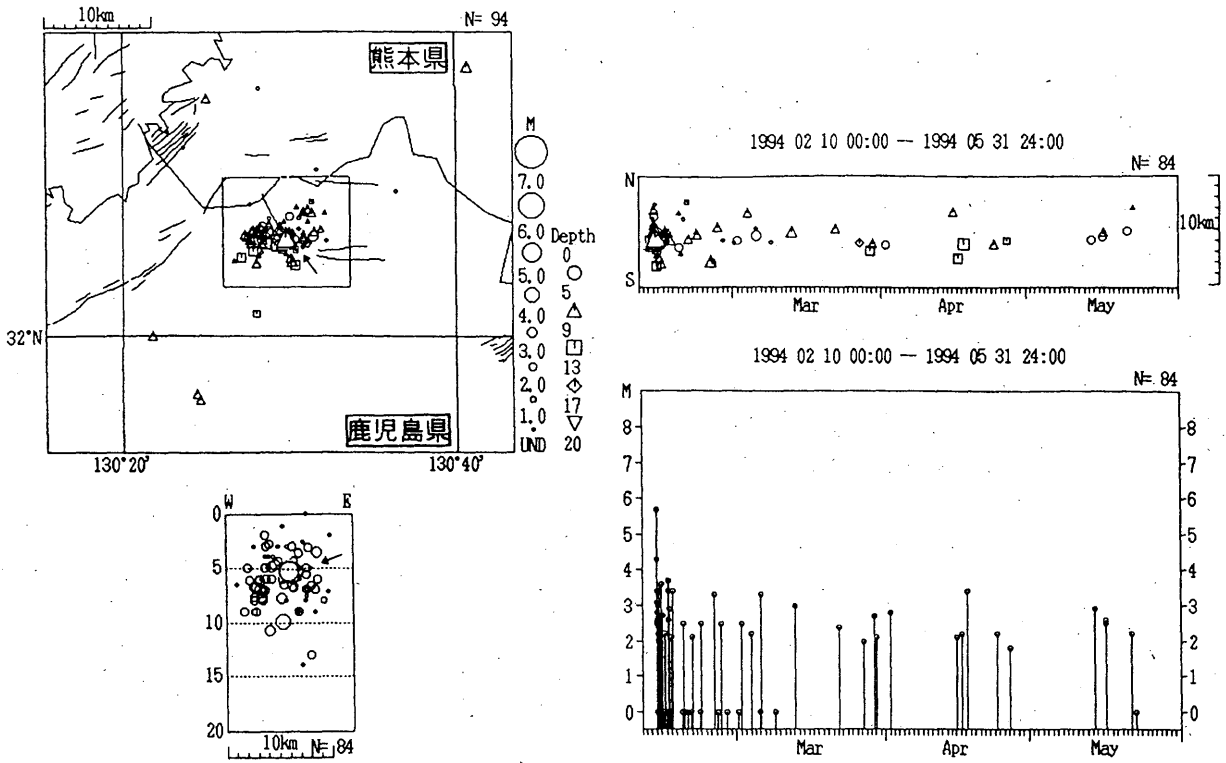 10km
N= 94
熊本県
鹿児島県
32°N
130°20'
130°40'
M
7.0
6.0
5.0
4.0
3.0
2.0
1.0
UND
Depth
0
5
9
13
17
20
1994 02 10 00:00 -- 1994 05 31 24:00
N= 84
N
S
10km
Mar
Apr
May
1994 02 10 00:00 -- 1994 05 31 24:00
N= 84
M
8
7
6
5
4
3
2
1
0
8
7
6
5
4
3
2
1
0
Mar
Apr
May
W
E
0
5
10
15
20
10km
N= 84